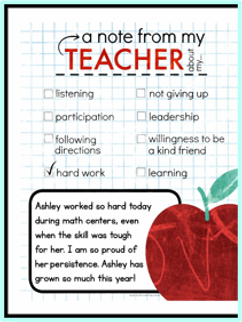 a note from my
TEACHER
about
my...
listening
not giving up
participation
leadership
following
directions
willingness to be
a kind friend
hard work
learning
Ashley worked so hard today
during math centers, even
when the skill was tough
for her. I am so proud of
her persistence. Ashley has
grown so much this year!